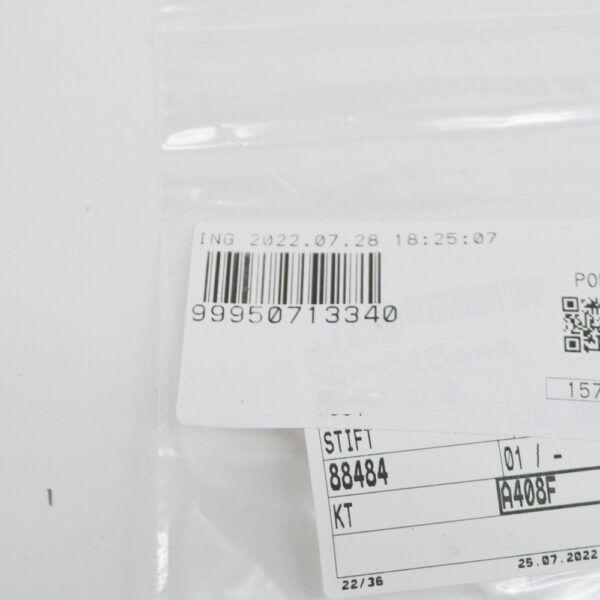 ING 2022.07.28 18:25:07
99950713340
157
STIFT
88484 01 / -
KT A408F
22/36 25.07.2022